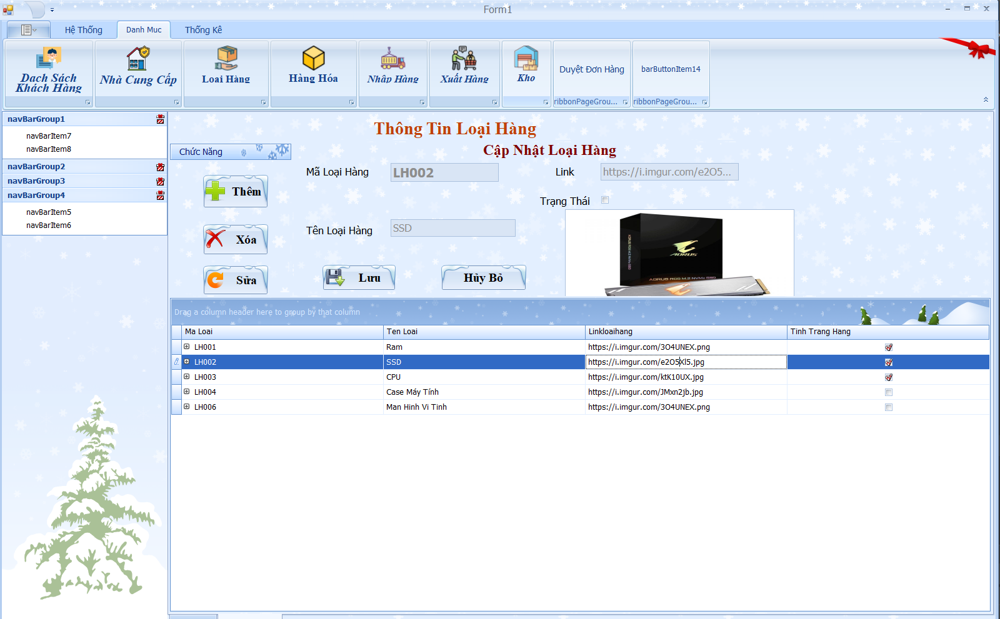 Form1
Hệ Thống
Danh Muc
Thống Kê
Dach Sách
Khách Hàng
Nhà Cung Cấp
Loai Hàng
Hàng Hóa
Nhập Hàng
Xuất Hàng
Kho
Duyệt Đơn Hàng
barButtonItem14
ribbonPageGrou...
ribbonPageGrou...
navBarGroup1
navBarItem7
navBarItem8
navBarGroup2
navBarGroup3
navBarGroup4
navBarItem5
navBarItem6
Thông Tin Loại Hàng
Cập Nhật Loại Hàng
Chức Năng
Thêm
Xóa
Sửa
Mã Loại Hàng
LH002
Link
https://i.imgur.com/e2O5...
Trạng Thái
Tên Loại Hàng
SSD
Lưu
Hủy Bỏ
AORUS
AORUS RGB M.2 NVMe SSD
Drag a column header here to group by that column
Ma Loai Ten Loai Linkloaihang Tinh Trang Hang
LH001 Ram https://i.imgur.com/3O4UNEX.png
LH002 SSD https://i.imgur.com/e2O5Xl5.jpg
LH003 CPU https://i.imgur.com/ktK10UX.jpg
LH004 Case Máy Tính https://i.imgur.com/JMxn2jb.jpg
LH006 Man Hinh Vi Tinh https://i.imgur.com/3O4UNEX.png